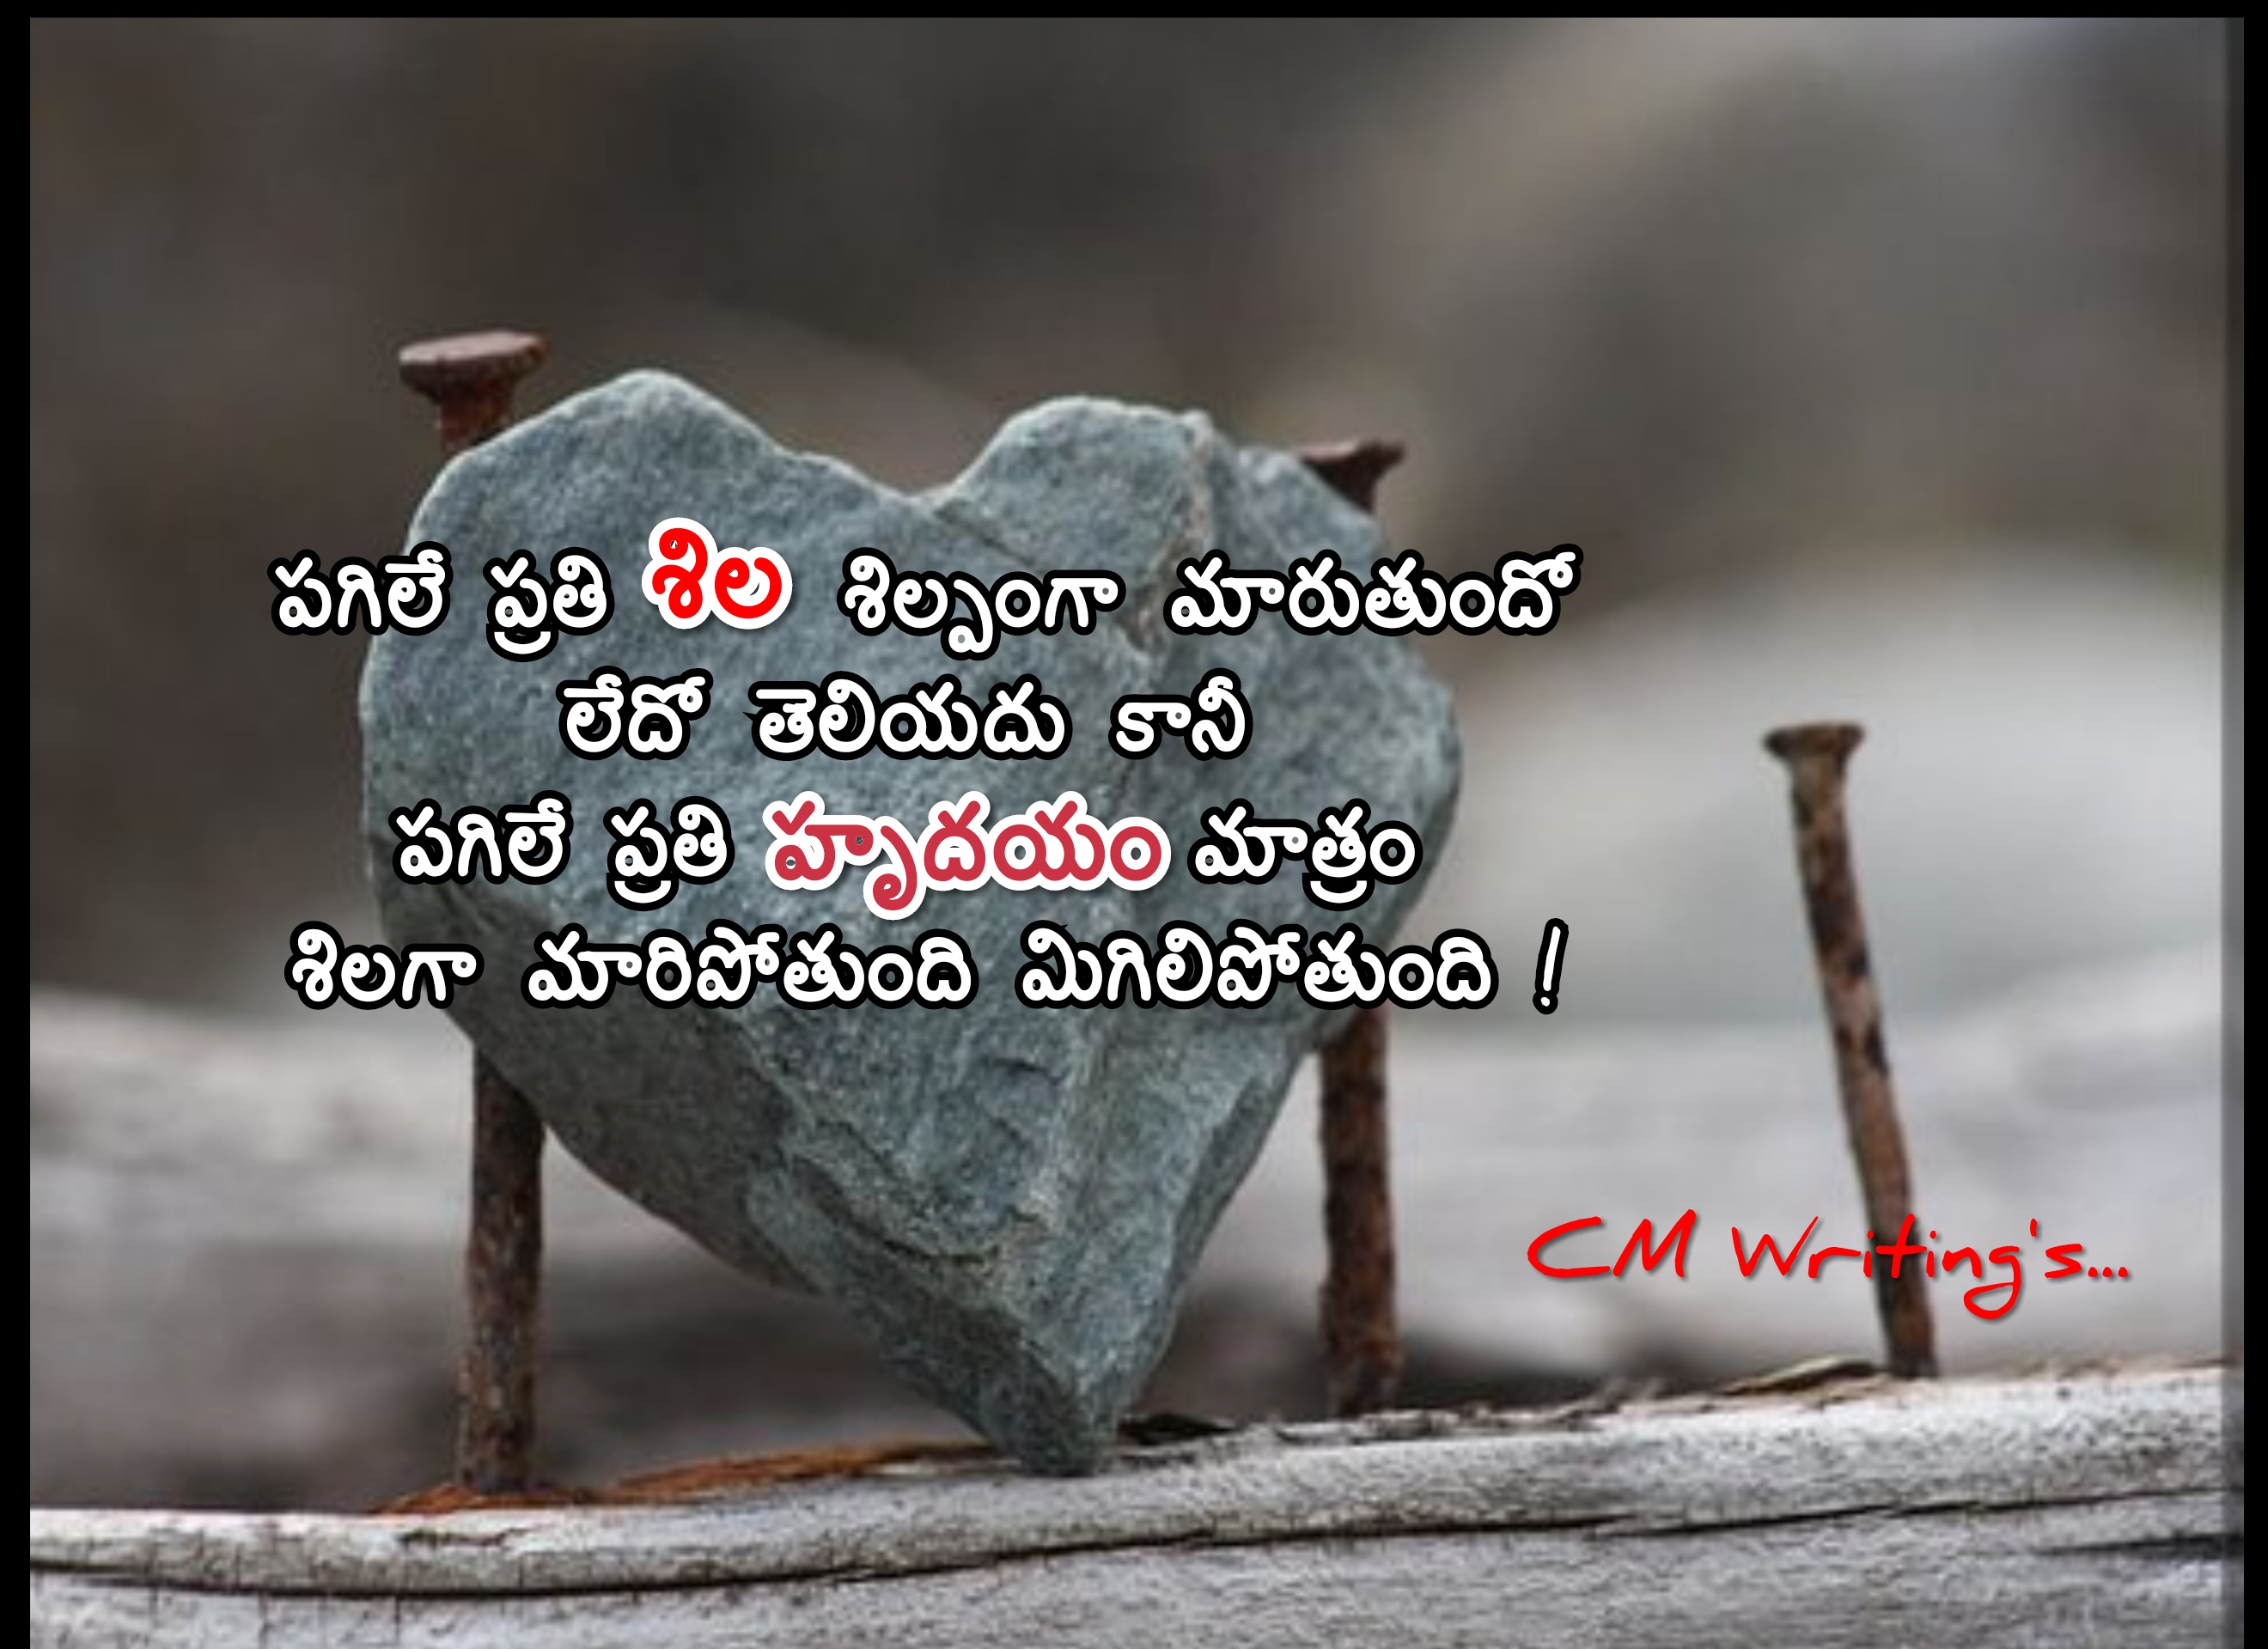 పగిలే ప్రతి శిల శిల్పంగా మారుతుందో
లేదో తెలియదు కానీ
పగిలే ప్రతి హృదయం మాత్రం
శిలగా మారిపోతుంది మిగిలిపోతుంది !
CM Writing's...